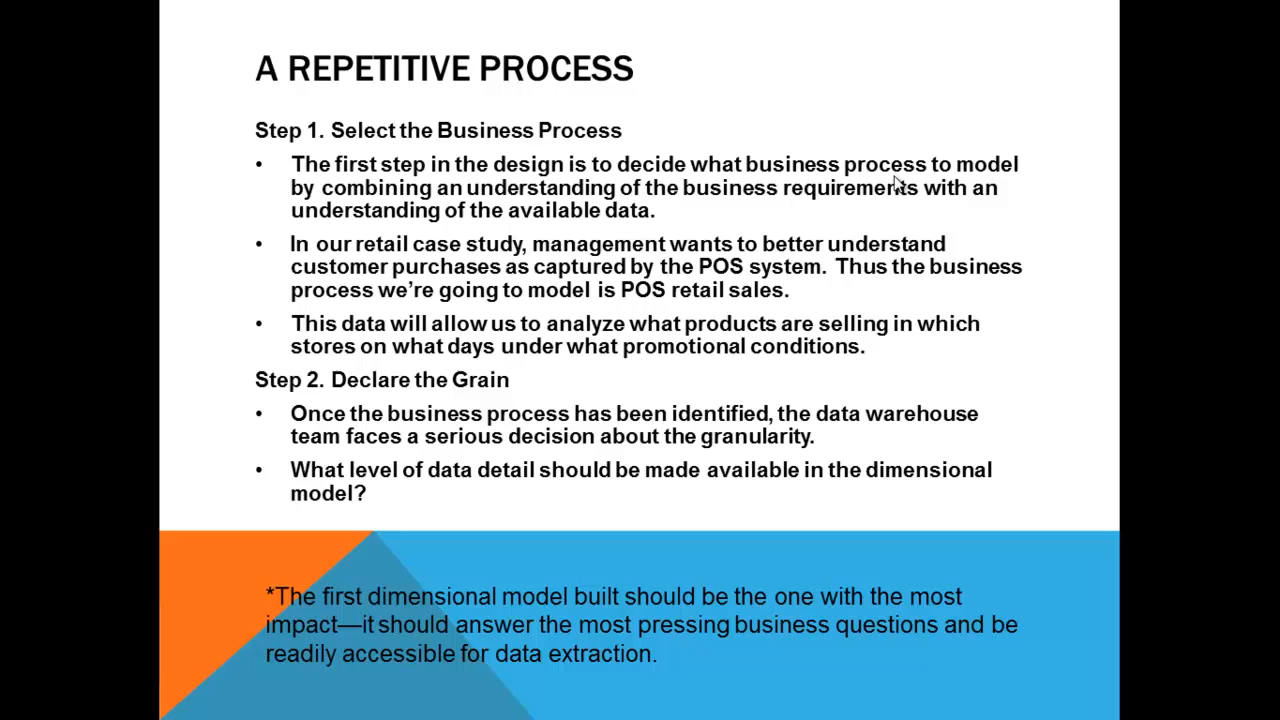 A REPETITIVE PROCESS
Step 1. Select the Business Process
• The first step in the design is to decide what business process to model
by combining an understanding of the business requirements with an
understanding of the available data.
• In our retail case study, management wants to better understand
customer purchases as captured by the POS system. Thus the business
process we’re going to model is POS retail sales.
• This data will allow us to analyze what products are selling in which
stores on what days under what promotional conditions.
Step 2. Declare the Grain
• Once the business process has been identified, the data warehouse
team faces a serious decision about the granularity.
• What level of data detail should be made available in the dimensional
model?
*The first dimensional model built should be the one with the most
impact—it should answer the most pressing business questions and be
readily accessible for data extraction.